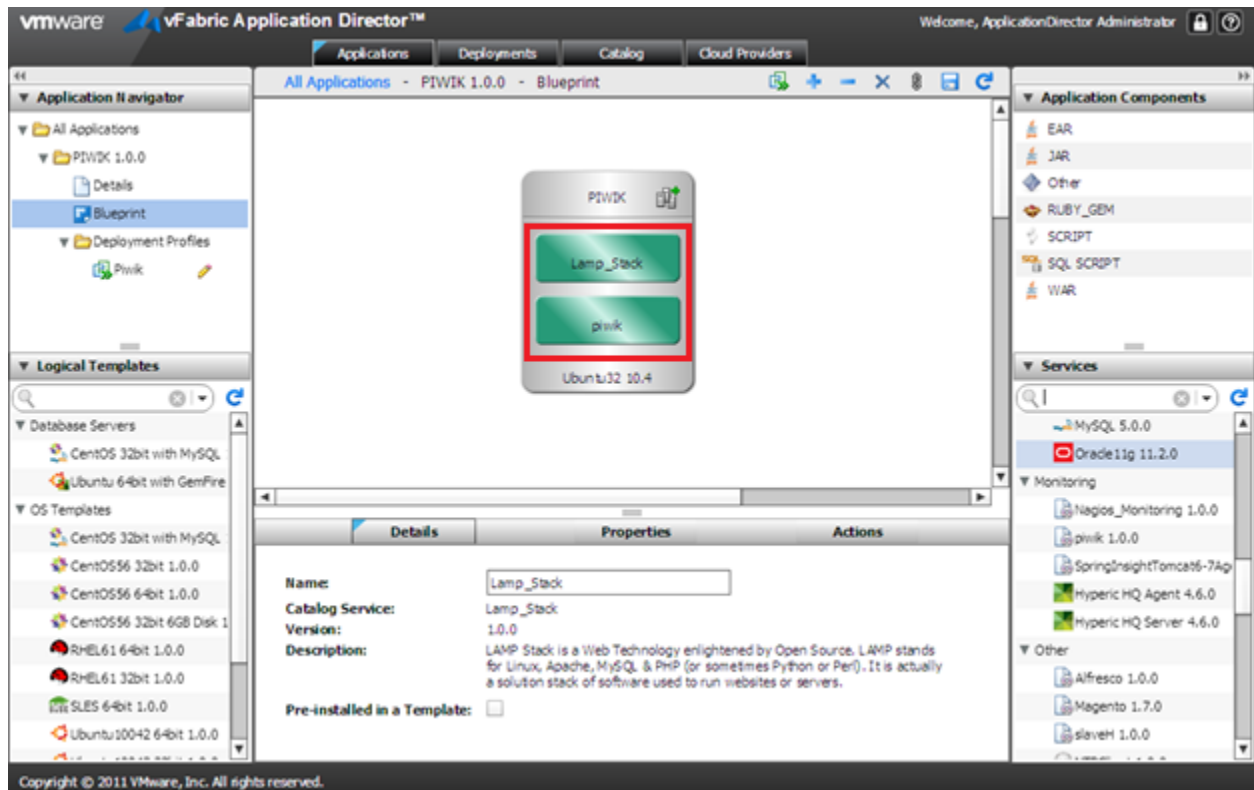 vmware vFabric Application Director™ Welcome, ApplicationDirector Administrator
Applications Deployments Catalog Cloud Providers
Application Navigator
All Applications
PIWIK 1.0.0
Details
Blueprint
Deployment Profiles
Piwik
Logical Templates
Database Servers
CentOS 32bit with MySQL
Ubuntu 64bit with GemFire
OS Templates
CentOS 32bit with MySQL
CentOS56 32bit 1.0.0
CentOS56 64bit 1.0.0
CentOS56 32bit 6GB Disk 1
RHEL61 64bit 1.0.0
RHEL61 32bit 1.0.0
SLES 64bit 1.0.0
Ubuntu10042 64bit 1.0.0
All Applications - PIWIK 1.0.0 - Blueprint
PIWIK
Lamp_Stack
piwik
Ubuntu32 10.4
Details Properties Actions
Name: Lamp_Stack
Catalog Service: Lamp_Stack
Version: 1.0.0
Description: LAMP Stack is a Web Technology enlightened by Open Source. LAMP stands
for Linux, Apache, MySQL & PHP (or sometimes Python or Perl). It is actually
a solution stack of software used to run websites or servers.
Pre-installed in a Template:
Application Components
EAR
JAR
Other
RUBY_GEM
SCRIPT
SQL SCRIPT
WAR
Services
MySQL 5.0.0
Oracle11g 11.2.0
Monitoring
Nagios_Monitoring 1.0.0
piwik 1.0.0
SpringInsightTomcat6-7Ag
Hyperic HQ Agent 4.6.0
Hyperic HQ Server 4.6.0
Other
Alfresco 1.0.0
Magento 1.7.0
slaveH 1.0.0
Copyright © 2011 VMware, Inc. All rights reserved.